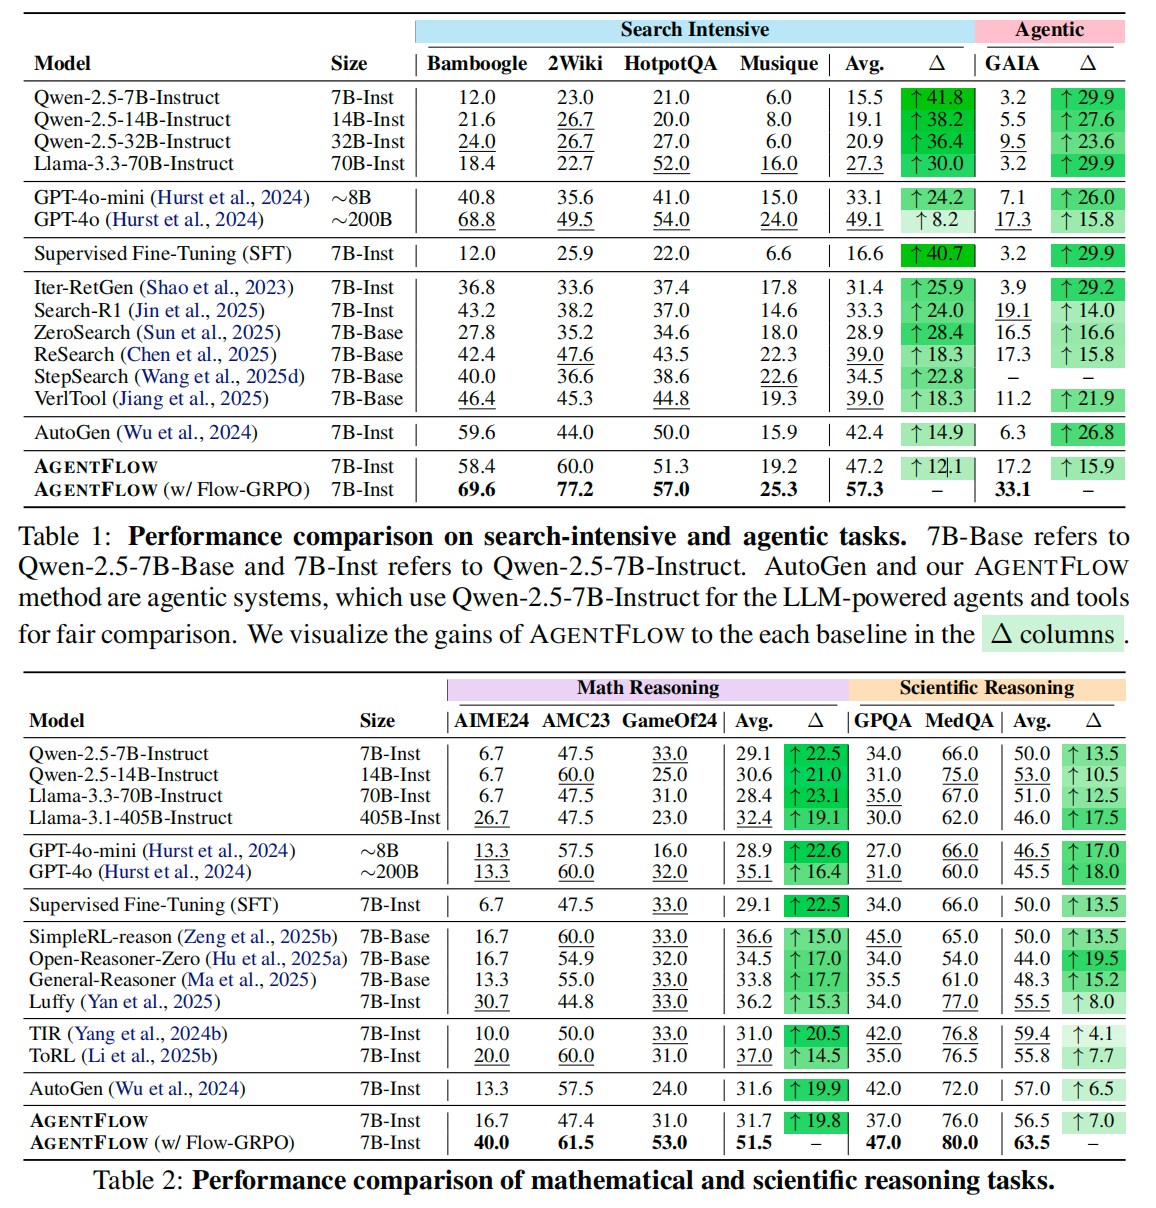 Search Intensive Agentic
Model Size Bamboogle 2Wiki HotpotQA Musique Avg. Δ GAIA Δ
Qwen-2.5-7B-Instruct 7B-Inst 12.0 23.0 21.0 6.0 15.5 ↑ 41.8 3.2 ↑ 29.9
Qwen-2.5-14B-Instruct 14B-Inst 21.6 26.7 20.0 8.0 19.1 ↑ 38.2 5.5 ↑ 27.6
Qwen-2.5-32B-Instruct 32B-Inst 24.0 26.7 27.0 6.0 20.9 ↑ 36.4 9.5 ↑ 23.6
Llama-3.3-70B-Instruct 70B-Inst 18.4 22.7 52.0 16.0 27.3 ↑ 30.0 3.2 ↑ 29.9
GPT-4o-mini (Hurst et al., 2024) ~8B 40.8 35.6 41.0 15.0 33.1 ↑ 24.2 7.1 ↑ 26.0
GPT-4o (Hurst et al., 2024) ~200B 68.8 49.5 54.0 24.0 49.1 ↑ 8.2 17.3 ↑ 15.8
Supervised Fine-Tuning (SFT) 7B-Inst 12.0 25.9 22.0 6.6 16.6 ↑ 40.7 3.2 ↑ 29.9
Iter-RetGen (Shao et al., 2023) 7B-Inst 36.8 33.6 37.4 17.8 31.4 ↑ 25.9 3.9 ↑ 29.2
Search-R1 (Jin et al., 2025) 7B-Inst 43.2 38.2 37.0 14.6 33.3 ↑ 24.0 19.1 ↑ 14.0
ZeroSearch (Sun et al., 2025) 7B-Base 27.8 35.2 34.6 18.0 28.9 ↑ 28.4 16.5 ↑ 16.6
ReSearch (Chen et al., 2025) 7B-Base 42.4 47.6 43.5 22.3 39.0 ↑ 18.3 17.3 ↑ 15.8
StepSearch (Wang et al., 2025d) 7B-Base 40.0 36.6 38.6 22.6 34.5 ↑ 22.8 – –
VerlTool (Jiang et al., 2025) 7B-Base 46.4 45.3 44.8 19.3 39.0 ↑ 18.3 11.2 ↑ 21.9
AutoGen (Wu et al., 2024) 7B-Inst 59.6 44.0 50.0 15.9 42.4 ↑ 14.9 6.3 ↑ 26.8
AGENTFLOW 7B-Inst 58.4 60.0 51.3 19.2 47.2 ↑ 12.1 17.2 ↑ 15.9
AGENTFLOW (w/ Flow-GRPO) 7B-Inst 69.6 77.2 57.0 25.3 57.3 – 33.1 –
Table 1: Performance comparison on search-intensive and agentic tasks. 7B-Base refers to
Qwen-2.5-7B-Base and 7B-Inst refers to Qwen-2.5-7B-Instruct. AutoGen and our AGENTFLOW
method are agentic systems, which use Qwen-2.5-7B-Instruct for the LLM-powered agents and tools
for fair comparison. We visualize the gains of AGENTFLOW to the each baseline in the Δ columns .
Math Reasoning Scientific Reasoning
Model Size AIME24 AMC23 GameOf24 Avg. Δ GPQA MedQA Avg. Δ
Qwen-2.5-7B-Instruct 7B-Inst 6.7 47.5 33.0 29.1 ↑ 22.5 34.0 66.0 50.0 ↑ 13.5
Qwen-2.5-14B-Instruct 14B-Inst 6.7 60.0 25.0 30.6 ↑ 21.0 31.0 75.0 53.0 ↑ 10.5
Llama-3.3-70B-Instruct 70B-Inst 6.7 47.5 31.0 28.4 ↑ 23.1 35.0 67.0 51.0 ↑ 12.5
Llama-3.1-405B-Instruct 405B-Inst 26.7 47.5 23.0 32.4 ↑ 19.1 30.0 62.0 46.0 ↑ 17.5
GPT-4o-mini (Hurst et al., 2024) ~8B 13.3 57.5 16.0 28.9 ↑ 22.6 27.0 66.0 46.5 ↑ 17.0
GPT-4o (Hurst et al., 2024) ~200B 13.3 60.0 32.0 35.1 ↑ 16.4 31.0 60.0 45.5 ↑ 18.0
Supervised Fine-Tuning (SFT) 7B-Inst 6.7 47.5 33.0 29.1 ↑ 22.5 34.0 66.0 50.0 ↑ 13.5
SimpleRL-reason (Zeng et al., 2025b) 7B-Base 16.7 60.0 33.0 36.6 ↑ 15.0 45.0 65.0 50.0 ↑ 13.5
Open-Reasoner-Zero (Hu et al., 2025a) 7B-Base 16.7 54.9 32.0 34.5 ↑ 17.0 34.0 54.0 44.0 ↑ 19.5
General-Reasoner (Ma et al., 2025) 7B-Base 13.3 55.0 33.0 33.8 ↑ 17.7 35.5 61.0 48.3 ↑ 15.2
Luffy (Yan et al., 2025) 7B-Inst 30.7 44.8 33.0 36.2 ↑ 15.3 34.0 77.0 55.5 ↑ 8.0
TIR (Yang et al., 2024b) 7B-Inst 10.0 50.0 33.0 31.0 ↑ 20.5 42.0 76.8 59.4 ↑ 4.1
ToRL (Li et al., 2025b) 7B-Inst 20.0 60.0 31.0 37.0 ↑ 14.5 35.0 76.5 55.8 ↑ 7.7
AutoGen (Wu et al., 2024) 7B-Inst 13.3 57.5 24.0 31.6 ↑ 19.9 42.0 72.0 57.0 ↑ 6.5
AGENTFLOW 7B-Inst 16.7 47.4 31.0 31.7 ↑ 19.8 37.0 76.0 56.5 ↑ 7.0
AGENTFLOW (w/ Flow-GRPO) 7B-Inst 40.0 61.5 53.0 51.5 – 47.0 80.0 63.5 –
Table 2: Performance comparison of mathematical and scientific reasoning tasks.